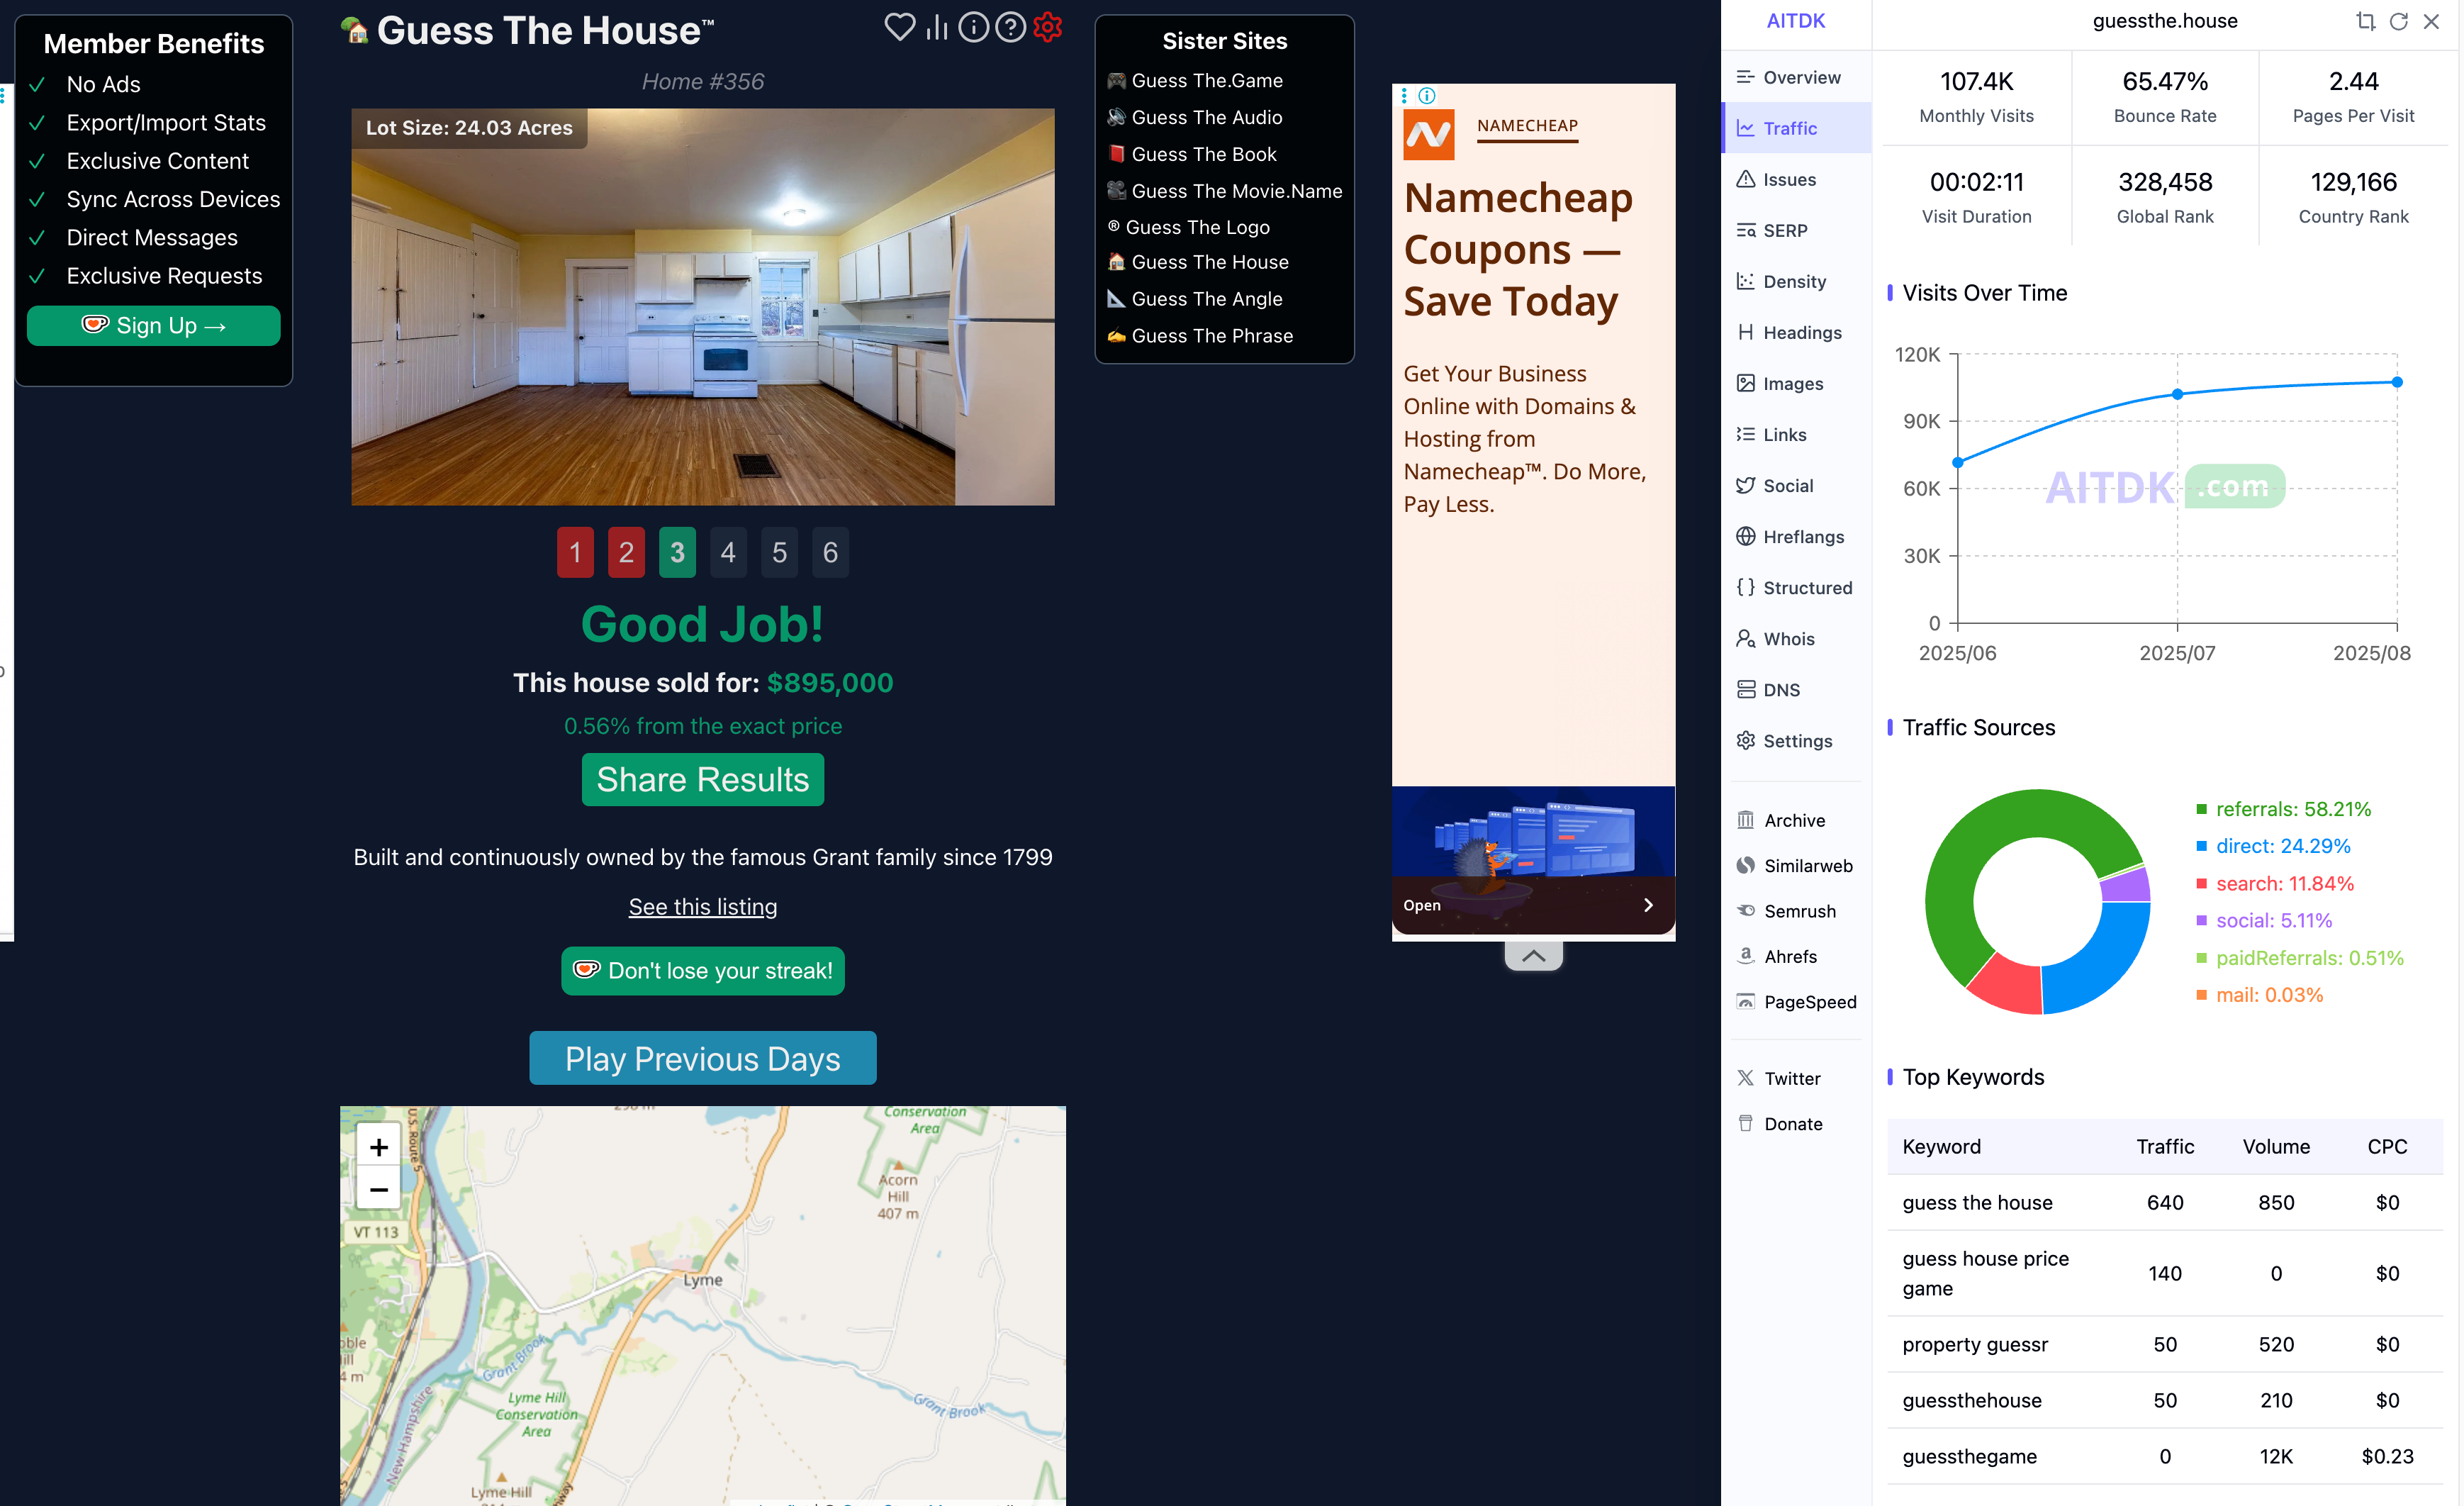 Member Benefits
No Ads
Export/Import Stats
Exclusive Content
Sync Across Devices
Direct Messages
Exclusive Requests
Sign Up →
Guess The House™
Home #356
Lot Size: 24.03 Acres
1 2 3 4 5 6
Good Job!
This house sold for: $895,000
0.56% from the exact price
Share Results
Built and continuously owned by the famous Grant family since 1799
See this listing
Don't lose your streak!
Play Previous Days
+
−
U.S. Route 5
VT 113
Conservation
Area
Acorn
Hill
407 m
Lyme
Grant Brook
Lyme Hill
Conservation
Area
Grant Brook
New Hampshire
Lyme Hill
Sister Sites
Guess The.Game
Guess The Audio
Guess The Book
Guess The Movie.Name
® Guess The Logo
Guess The House
Guess The Angle
Guess The Phrase
NAMECHEAP
Namecheap
Coupons —
Save Today
Get Your Business
Online with Domains &
Hosting from
Namecheap™. Do More,
Pay Less.
Open
AITDK
Overview
Traffic
Issues
SERP
Density
Headings
Images
Links
Social
Hreflangs
Structured
Whois
DNS
Settings
Archive
Similarweb
Semrush
Ahrefs
PageSpeed
Twitter
Donate
guessthe.house
107.4K 65.47% 2.44
Monthly Visits Bounce Rate Pages Per Visit
00:02:11 328,458 129,166
Visit Duration Global Rank Country Rank
Visits Over Time
120K
90K
60K
30K
0
AITDK .com
2025/06 2025/07 2025/08
Traffic Sources
referrals: 58.21%
direct: 24.29%
search: 11.84%
social: 5.11%
paidReferrals: 0.51%
mail: 0.03%
Top Keywords
Keyword Traffic Volume CPC
guess the house 640 850 $0
guess house price
game 140 0 $0
property guessr 50 520 $0
guessthehouse 50 210 $0
guessthegame 0 12K $0.23